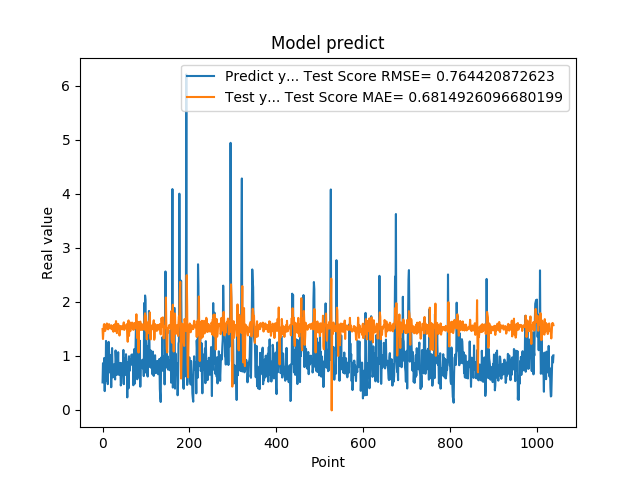 Model predict
Predict y... Test Score RMSE= 0.764420872623
Test y... Test Score MAE= 0.6814926096680199
Real value
6
5
4
3
2
1
0
0 200 400 600 800 1000
Point